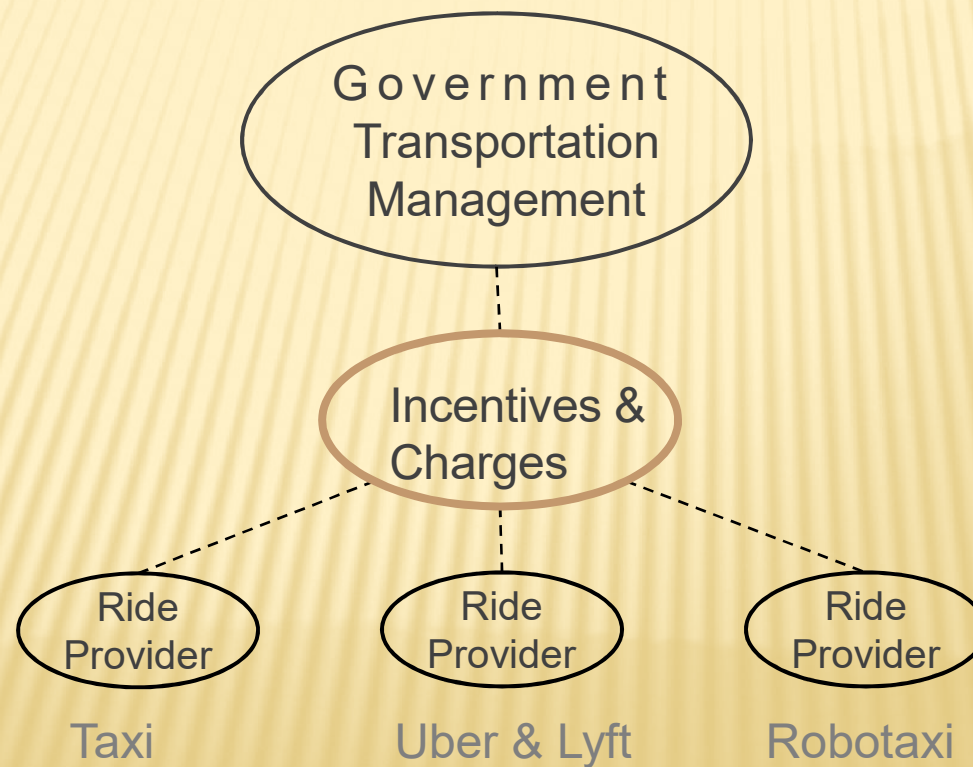 Government
Transportation
Management
Incentives &
Charges
Ride
Provider
Ride
Provider
Ride
Provider
Taxi
Uber & Lyft
Robotaxi